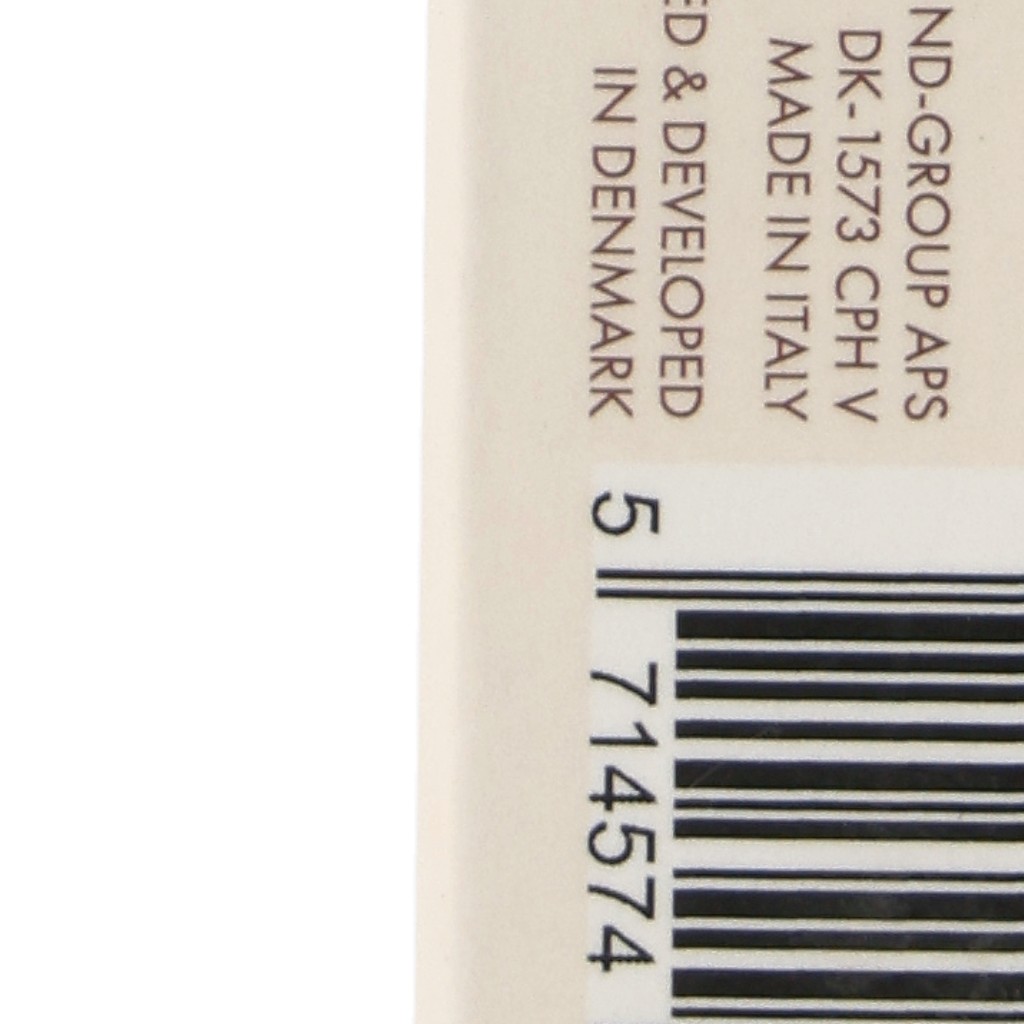 ND-GROUP APS
DK-1573 CPH V
MADE IN ITALY
ED & DEVELOPED
IN DENMARK
5 714574